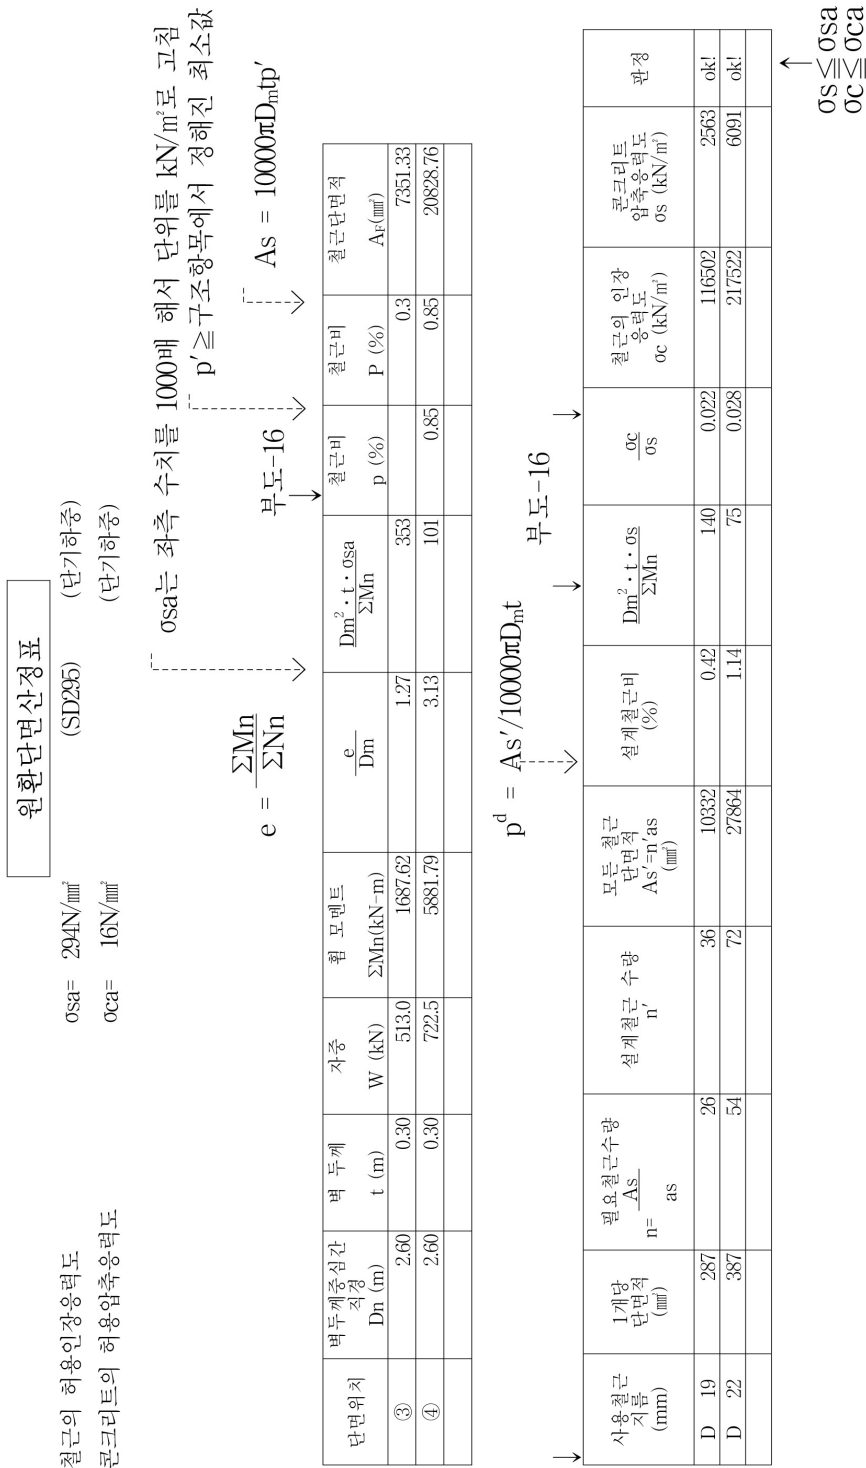 원환단면산정표
철근의 허용인장응력도 σsa= 294N/㎟ (SD295) (단기하중)
콘크리트의 허용압축응력도 σca= 16N/㎟ (단기하중)
σsa는 좌측 수치를 1000배 해서 단위를 kN/㎡로 고침
p′≧구조항목에서 정해진 최소값
e = ΣMn/ΣNn
부도-16
As = 10000πDmtp′
단면위치 벽두께중심간 직경 Dn (m) 벽 두께 t (m) 자중 W (kN) 휨 모멘트 ΣMn(kN-m) e/Dm Dm²·t·σsa/ΣMn 철근비 p (%) 철근비 P (%) 철근단면적 AF(㎟)
③ 2.60 0.30 513.0 1687.62 1.27 353 0.3 7351.33
④ 2.60 0.30 722.5 5881.79 3.13 101 0.85 0.85 20828.76
p^d = As′/10000πDmt
부도-16
사용철근 지름 (mm) 1개당 단면적 (㎟) 필요철근수량 n= As/as 설계철근 수량 n′ 모든 철근 단면적 As′=n′as (㎟) 설계철근비 (%) Dm²·t·σs/ΣMn σc/σs 철근의 인장 응력도 σc (kN/㎡) 콘크리트 압축응력도 σs (kN/㎡) 판정
D 19 287 26 36 10332 0.42 140 0.022 116502 2563 ok!
D 22 387 54 72 27864 1.14 75 0.028 217522 6091 ok!
σs≦σsa
σc≦σca